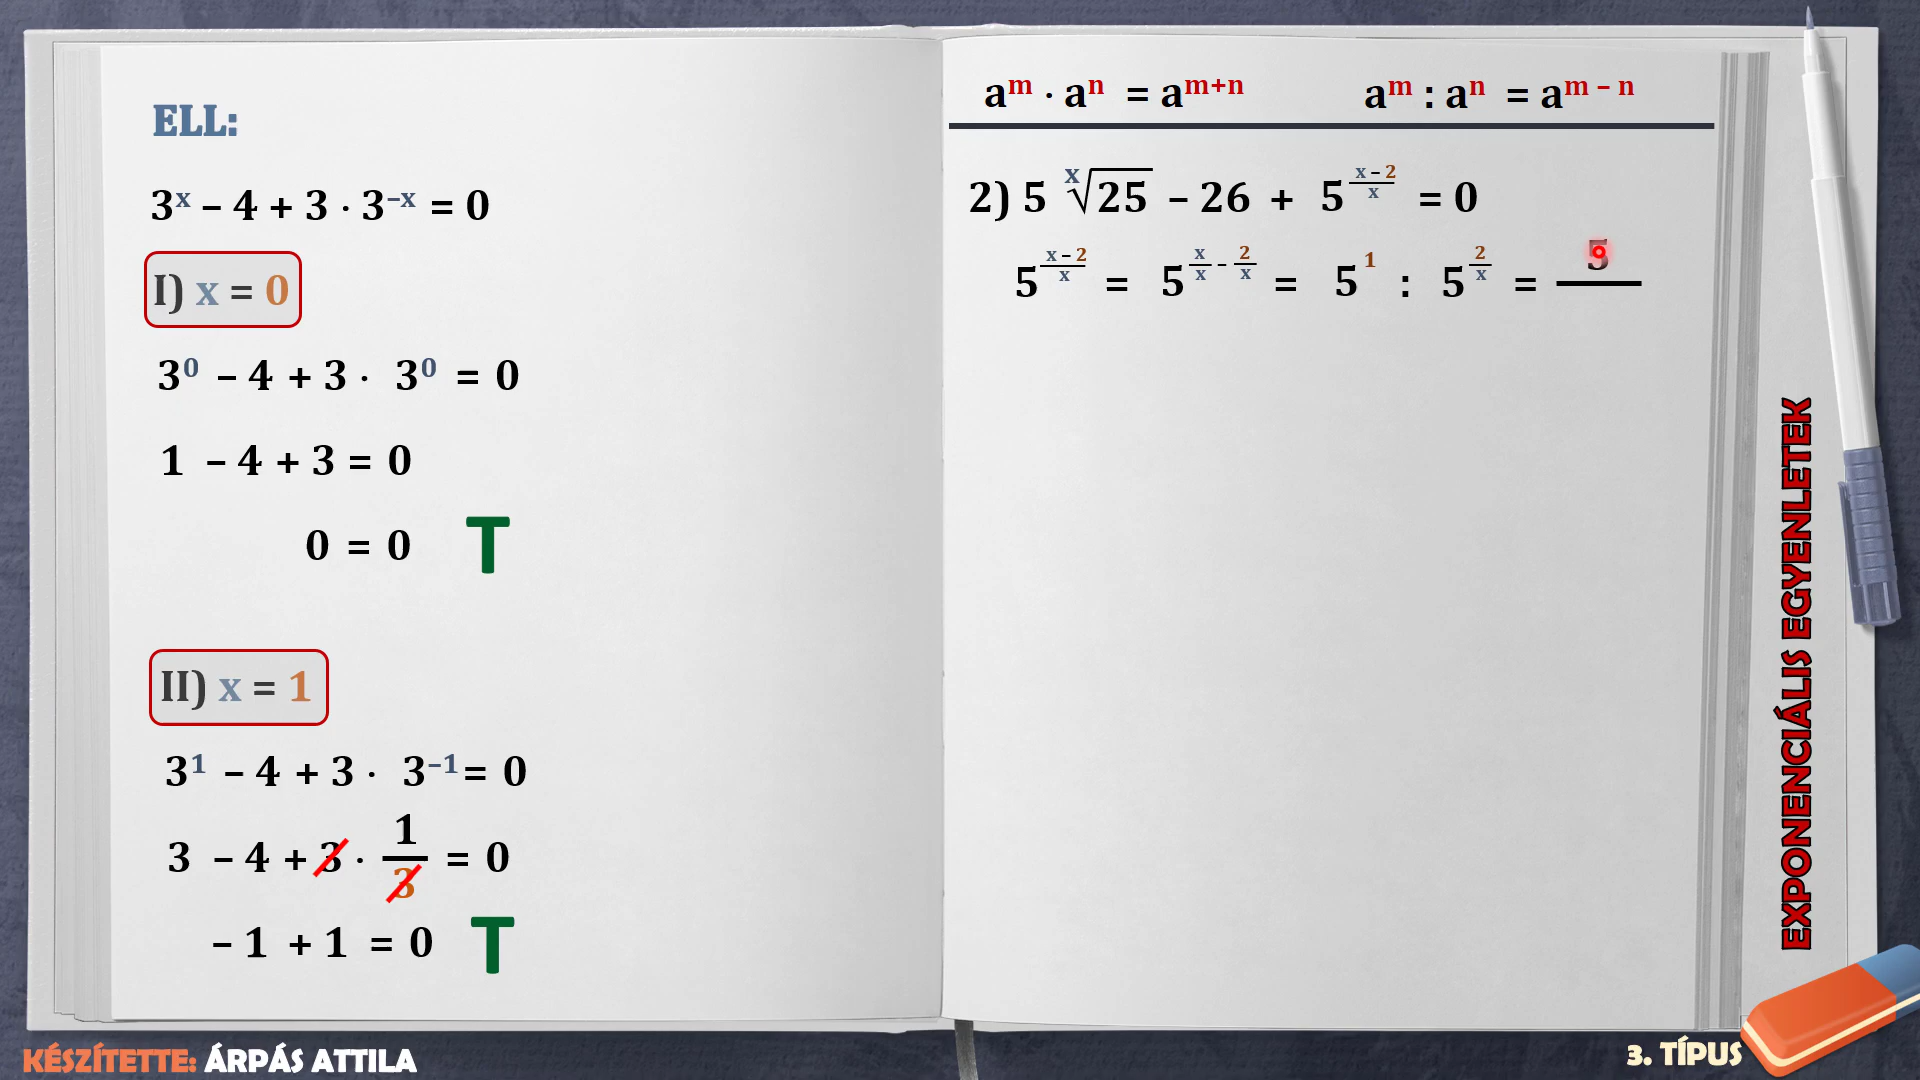 ELL:
3ˣ – 4 + 3 · 3⁻ˣ = 0
I) x = 0
3⁰ – 4 + 3 · 3⁰ = 0
1 – 4 + 3 = 0
0 = 0 T
II) x = 1
3¹ – 4 + 3 · 3⁻¹ = 0
3 – 4 + 3 · 1/3 = 0
– 1 + 1 = 0 T
aᵐ · aⁿ = aᵐ⁺ⁿ aᵐ : aⁿ = aᵐ⁻ⁿ
2) 5 ˣ√25 – 26 + 5^((x – 2)/x) = 0
5^((x – 2)/x) = 5^(x/x – 2/x) = 5¹ : 5^(2/x) = 5/
EXPONENCIÁLIS EGYENLETEK
KÉSZÍTETTE: ÁRPÁS ATTILA
3. TÍPUS